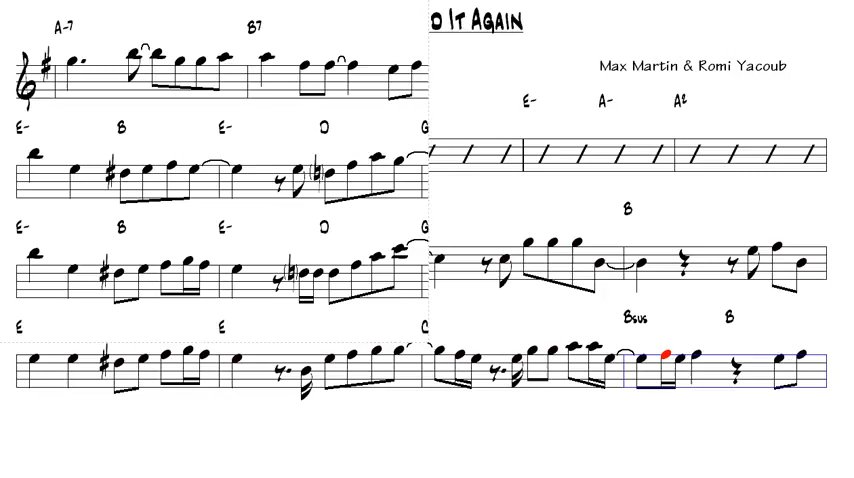 O IT AGAIN
Max Martin & Romi Yacoub
A-7 B7
E- A- A2
E- B E- D G
B
E- B E- D G
Bsus B
E E C